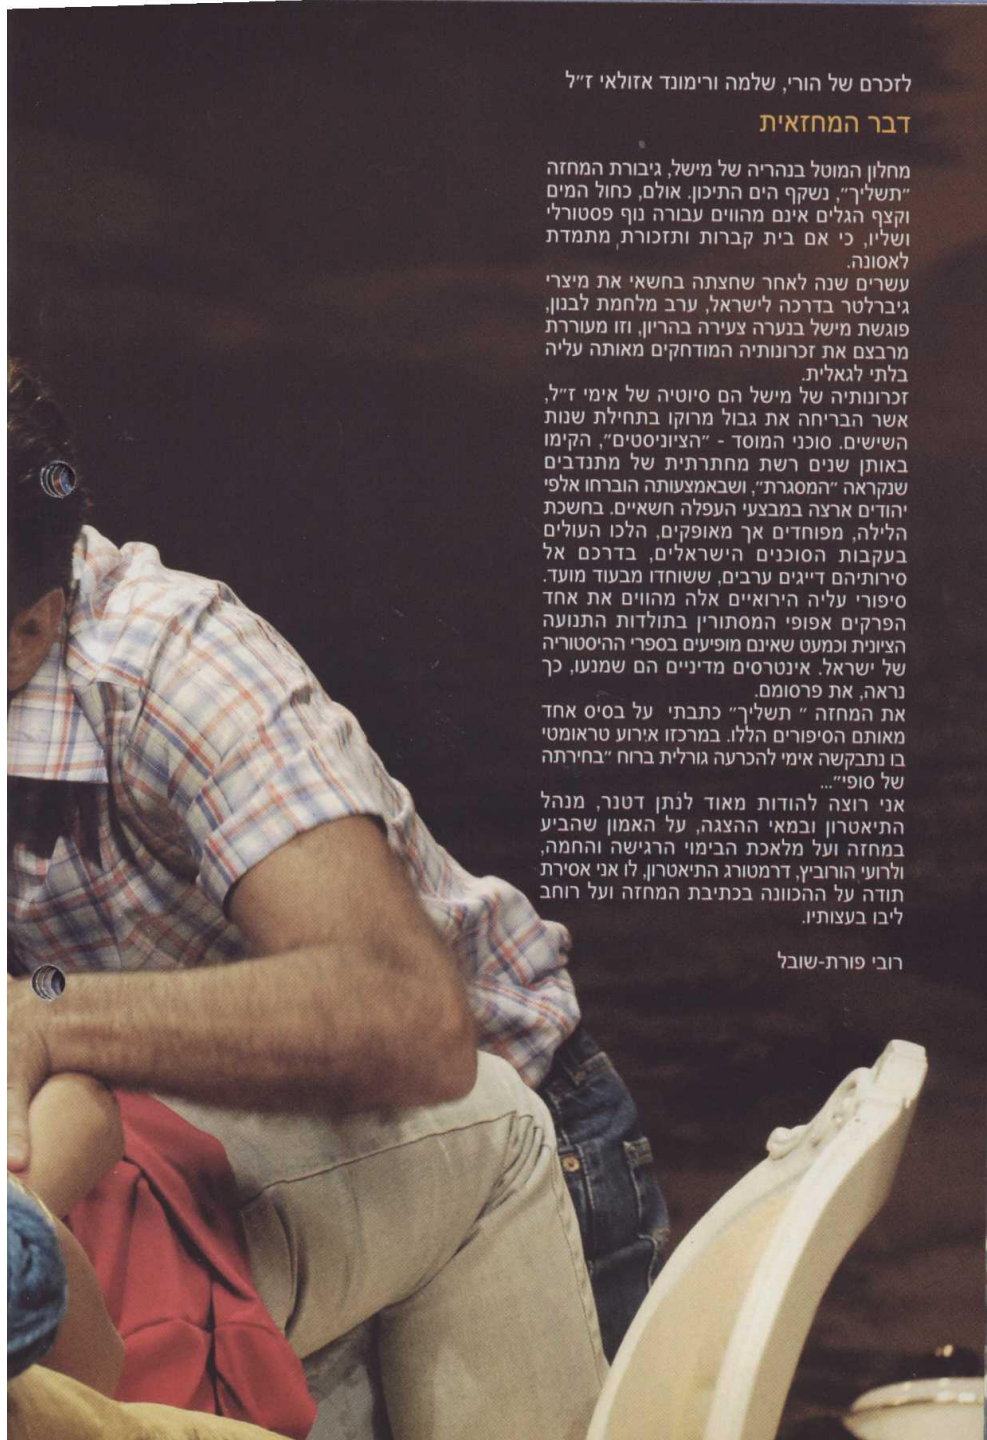 לזכרם של הורי, שלמה ורימונד אזולאי ז״ל
דבר המחזאית
מחלון המוטל בנהריה של מישל, גיבורת המחזה
״תשליך״, נשקף הים התיכון. אולם, כחול המים
וקצף הגלים אינם מהווים עבורה נוף פסטורלי
ושליו, כי אם בית קברות ותזכורת מתמדת
לאסונה.
עשרים שנה לאחר שחצתה בחשאי את מיצרי
גיברלטר בדרכה לישראל, ערב מלחמת לבנון,
פוגשת מישל בנערה צעירה בהריון, וזו מעוררת
מרבצם את זכרונותיה המודחקים מאותה עליה
בלתי לגאלית.
זכרונותיה של מישל הם סיוטיה של אימי ז״ל,
אשר הבריחה את גבול מרוקו בתחילת שנות
השישים. סוכני המוסד - ״הציוניסטים״, הקימו
באותן שנים רשת מחתרתית של מתנדבים
שנקראה ״המסגרת״, ושבאמצעותה הוברחו אלפי
יהודים ארצה במבצעי העפלה חשאיים. בחשכת
הלילה, מפוחדים אך מאופקים, הלכו העולים
בעקבות הסוכנים הישראלים, בדרכם אל
סירותיהם דייגים ערבים, ששוחדו מבעוד מועד.
סיפורי עליה הירואיים אלה מהווים את אחד
הפרקים אפופי המסתורין בתולדות התנועה
הציונית וכמעט שאינם מופיעים בספרי ההיסטוריה
של ישראל. אינטרסים מדיניים הם שמנעו, כך
נראה, את פרסומם.
את המחזה ״ תשליך״ כתבתי על בסיס אחד
מאותם הסיפורים הללו. במרכזו אירוע טראומטי
בו נתבקשה אימי להכרעה גורלית ברוח ״בחירתה
של סופי״...
אני רוצה להודות מאוד לנתן דטנר, מנהל
התיאטרון ובמאי ההצגה, על האמון שהביע
במחזה ועל מלאכת הבימוי הרגישה והחמה,
ולרועי הורוביץ, דרמטורג התיאטרון, לו אני אסירת
תודה על ההכוונה בכתיבת המחזה ועל רוחב
ליבו בעצותיו.
רובי פורת-שובל